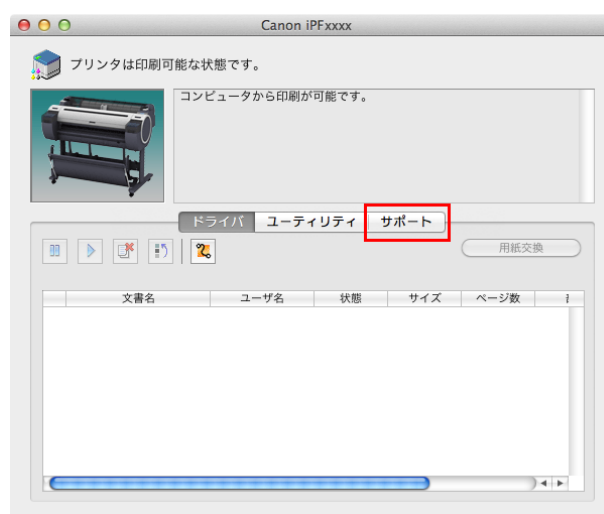 Canon iPFxxxx
プリンタは印刷可能な状態です。
コンピュータから印刷が可能です。
ドライバ ユーティリティ サポート
用紙交換
文書名 ユーザ名 状態 サイズ ページ数